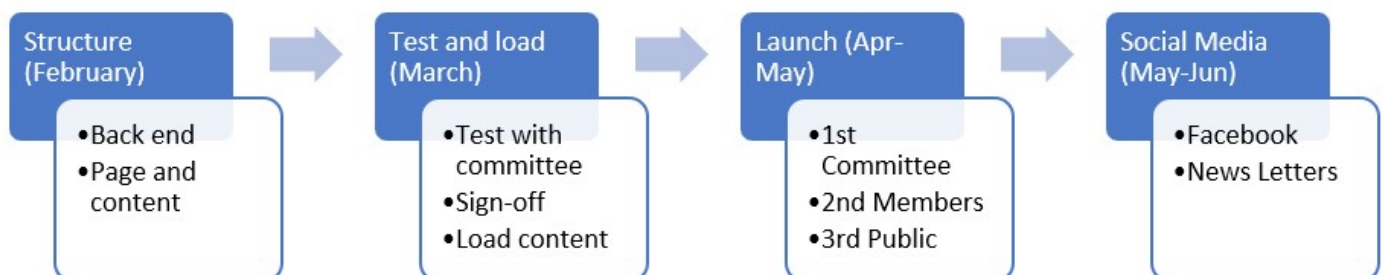 Structure
(February)
•Back end
•Page and
content
Test and load
(March)
•Test with
committee
•Sign-off
•Load content
Launch (Apr-
May)
•1st
Committee
•2nd Members
•3rd Public
Social Media
(May-Jun)
•Facebook
•News Letters